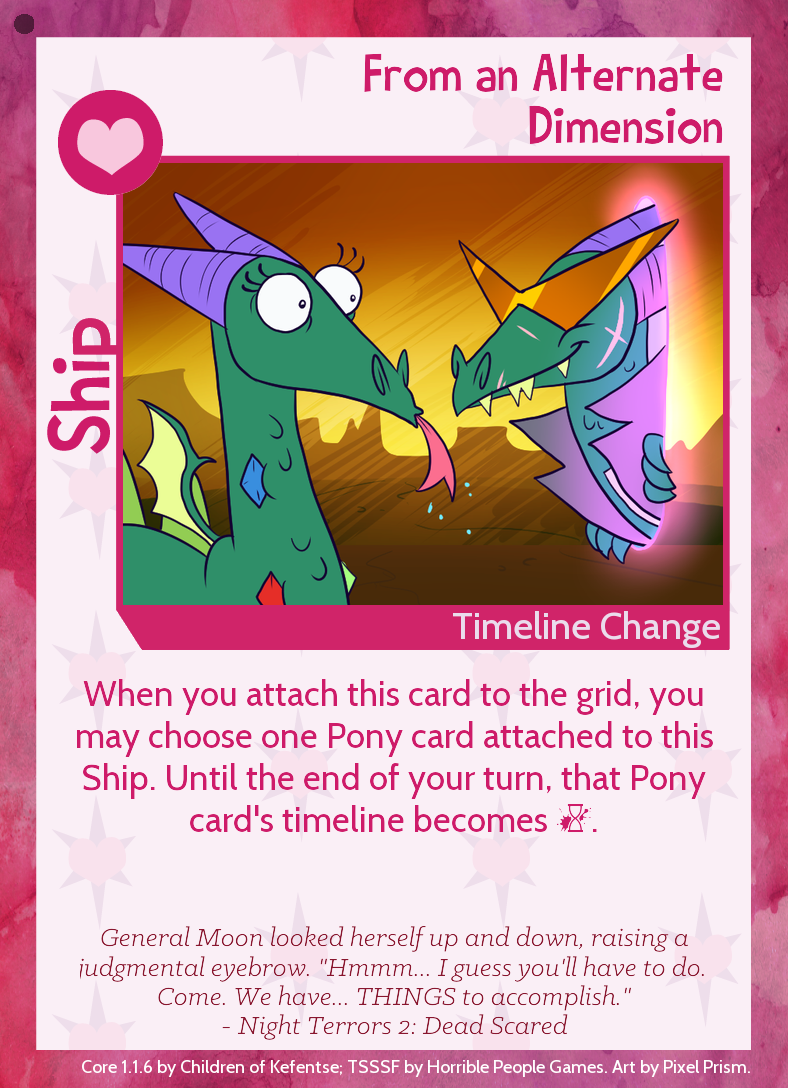 From an Alternate
Dimension
Ship
Timeline Change
When you attach this card to the grid, you
may choose one Pony card attached to this
Ship. Until the end of your turn, that Pony
card's timeline becomes .
General Moon looked herself up and down, raising a
judgmental eyebrow. "Hmmm... I guess you'll have to do.
Come. We have... THINGS to accomplish."
- Night Terrors 2: Dead Scared
Core 1.1.6 by Children of Kefentse; TSSSF by Horrible People Games. Art by Pixel Prism.